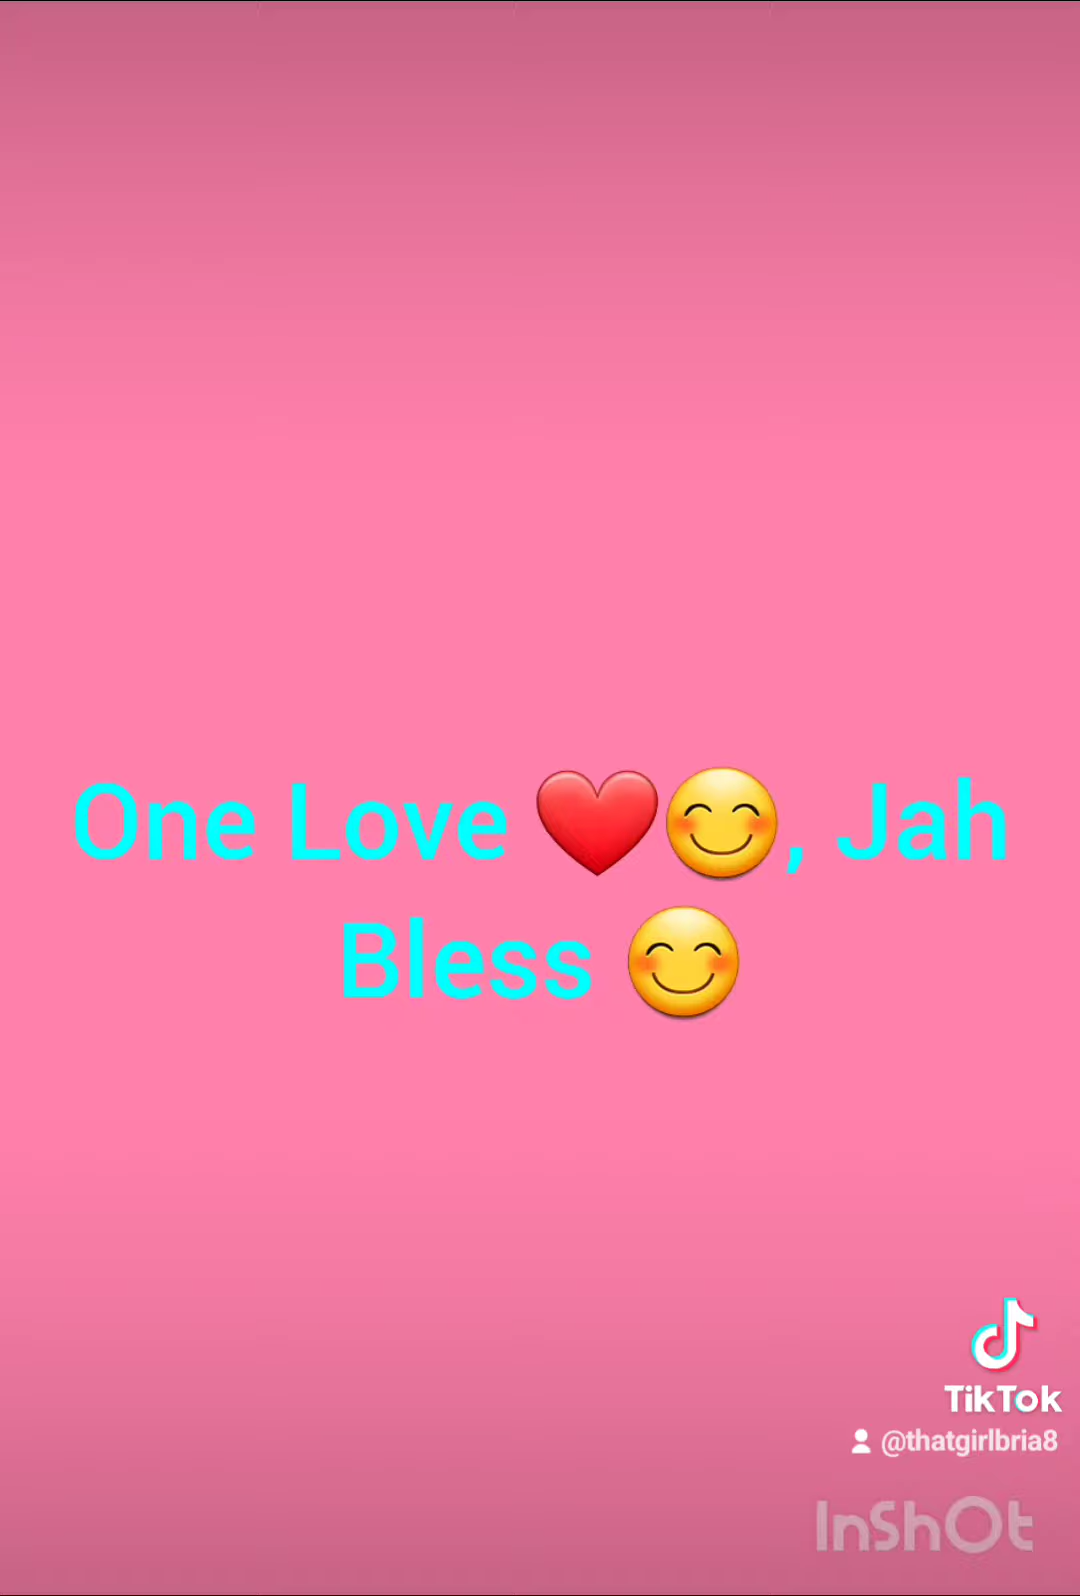 One Love ❤️😊, Jah
Bless 😊
TikTok
@thatgirlbria8
InShOt